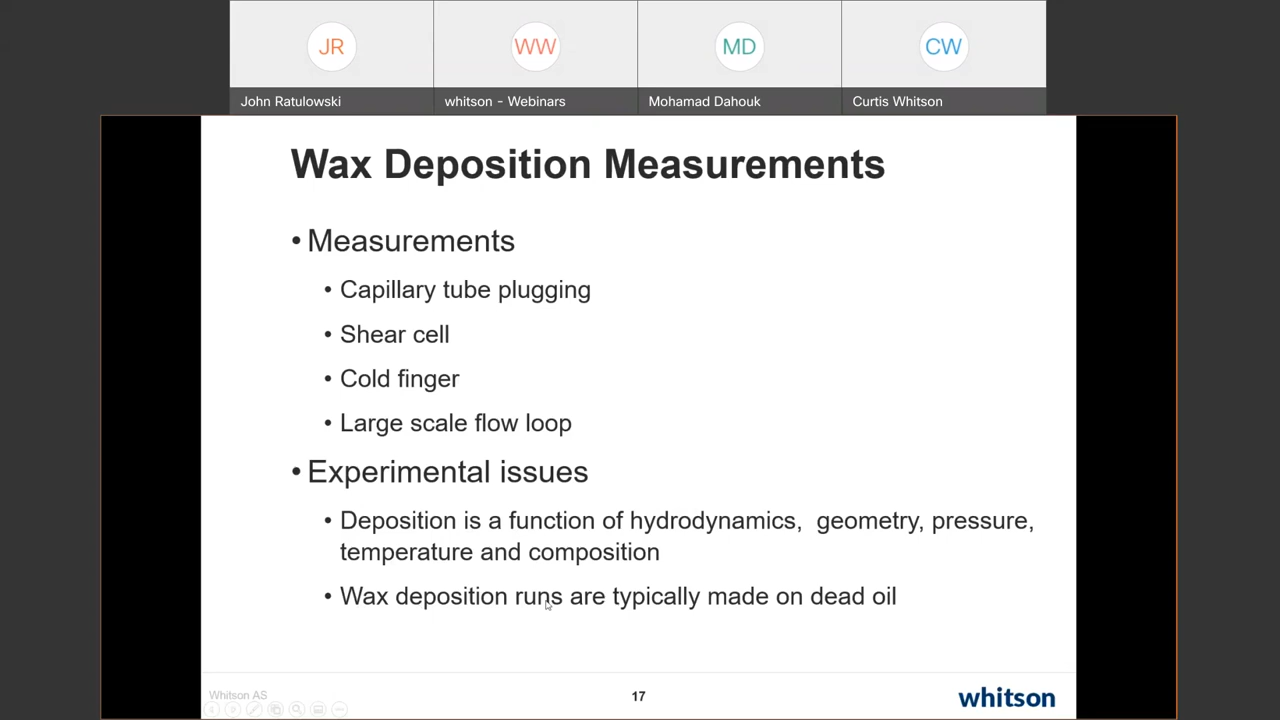 JR
WW
MD
CW
John Ratulowski
whitson - Webinars
Mohamad Dahouk
Curtis Whitson
Wax Deposition Measurements
• Measurements
• Capillary tube plugging
• Shear cell
• Cold finger
• Large scale flow loop
• Experimental issues
• Deposition is a function of hydrodynamics, geometry, pressure,
temperature and composition
• Wax deposition runs are typically made on dead oil
Whitson AS
17
whitson